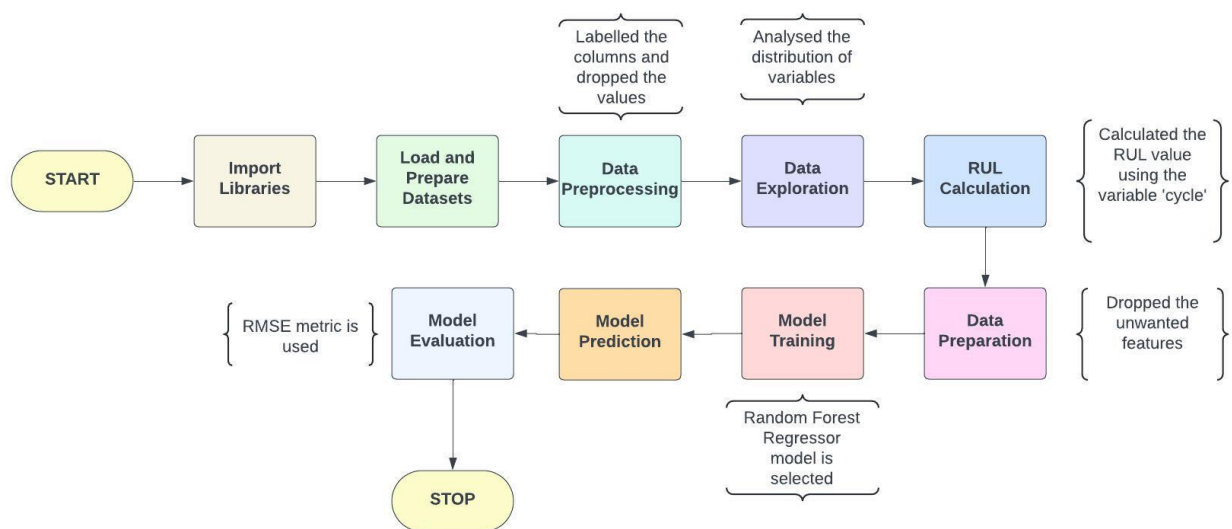 Labelled the
columns and
dropped the
values
Analysed the
distribution of
variables
START
Import
Libraries
Load and
Prepare
Datasets
Data
Preprocessing
Data
Exploration
RUL
Calculation
Calculated the
RUL value
using the
variable 'cycle'
RMSE metric is
used
Model
Evaluation
Model
Prediction
Model
Training
Data
Preparation
Dropped the
unwanted
features
Random Forest
Regressor
model is
selected
STOP